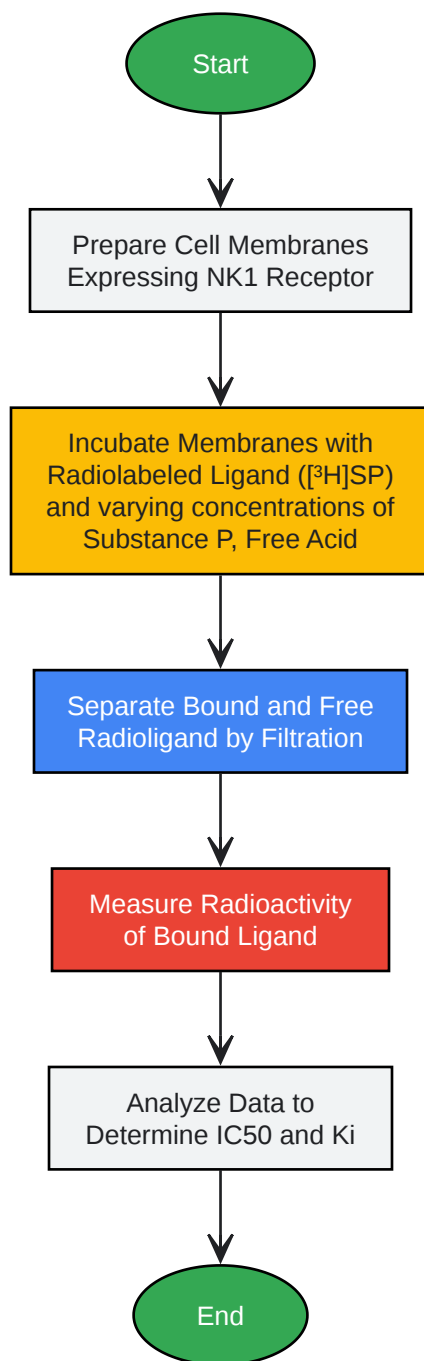 Start
Prepare Cell Membranes
Expressing NK1 Receptor
Incubate Membranes with
Radiolabeled Ligand ([³H]SP)
and varying concentrations of
Substance P, Free Acid
Separate Bound and Free
Radioligand by Filtration
Measure Radioactivity
of Bound Ligand
Analyze Data to
Determine IC50 and Ki
End